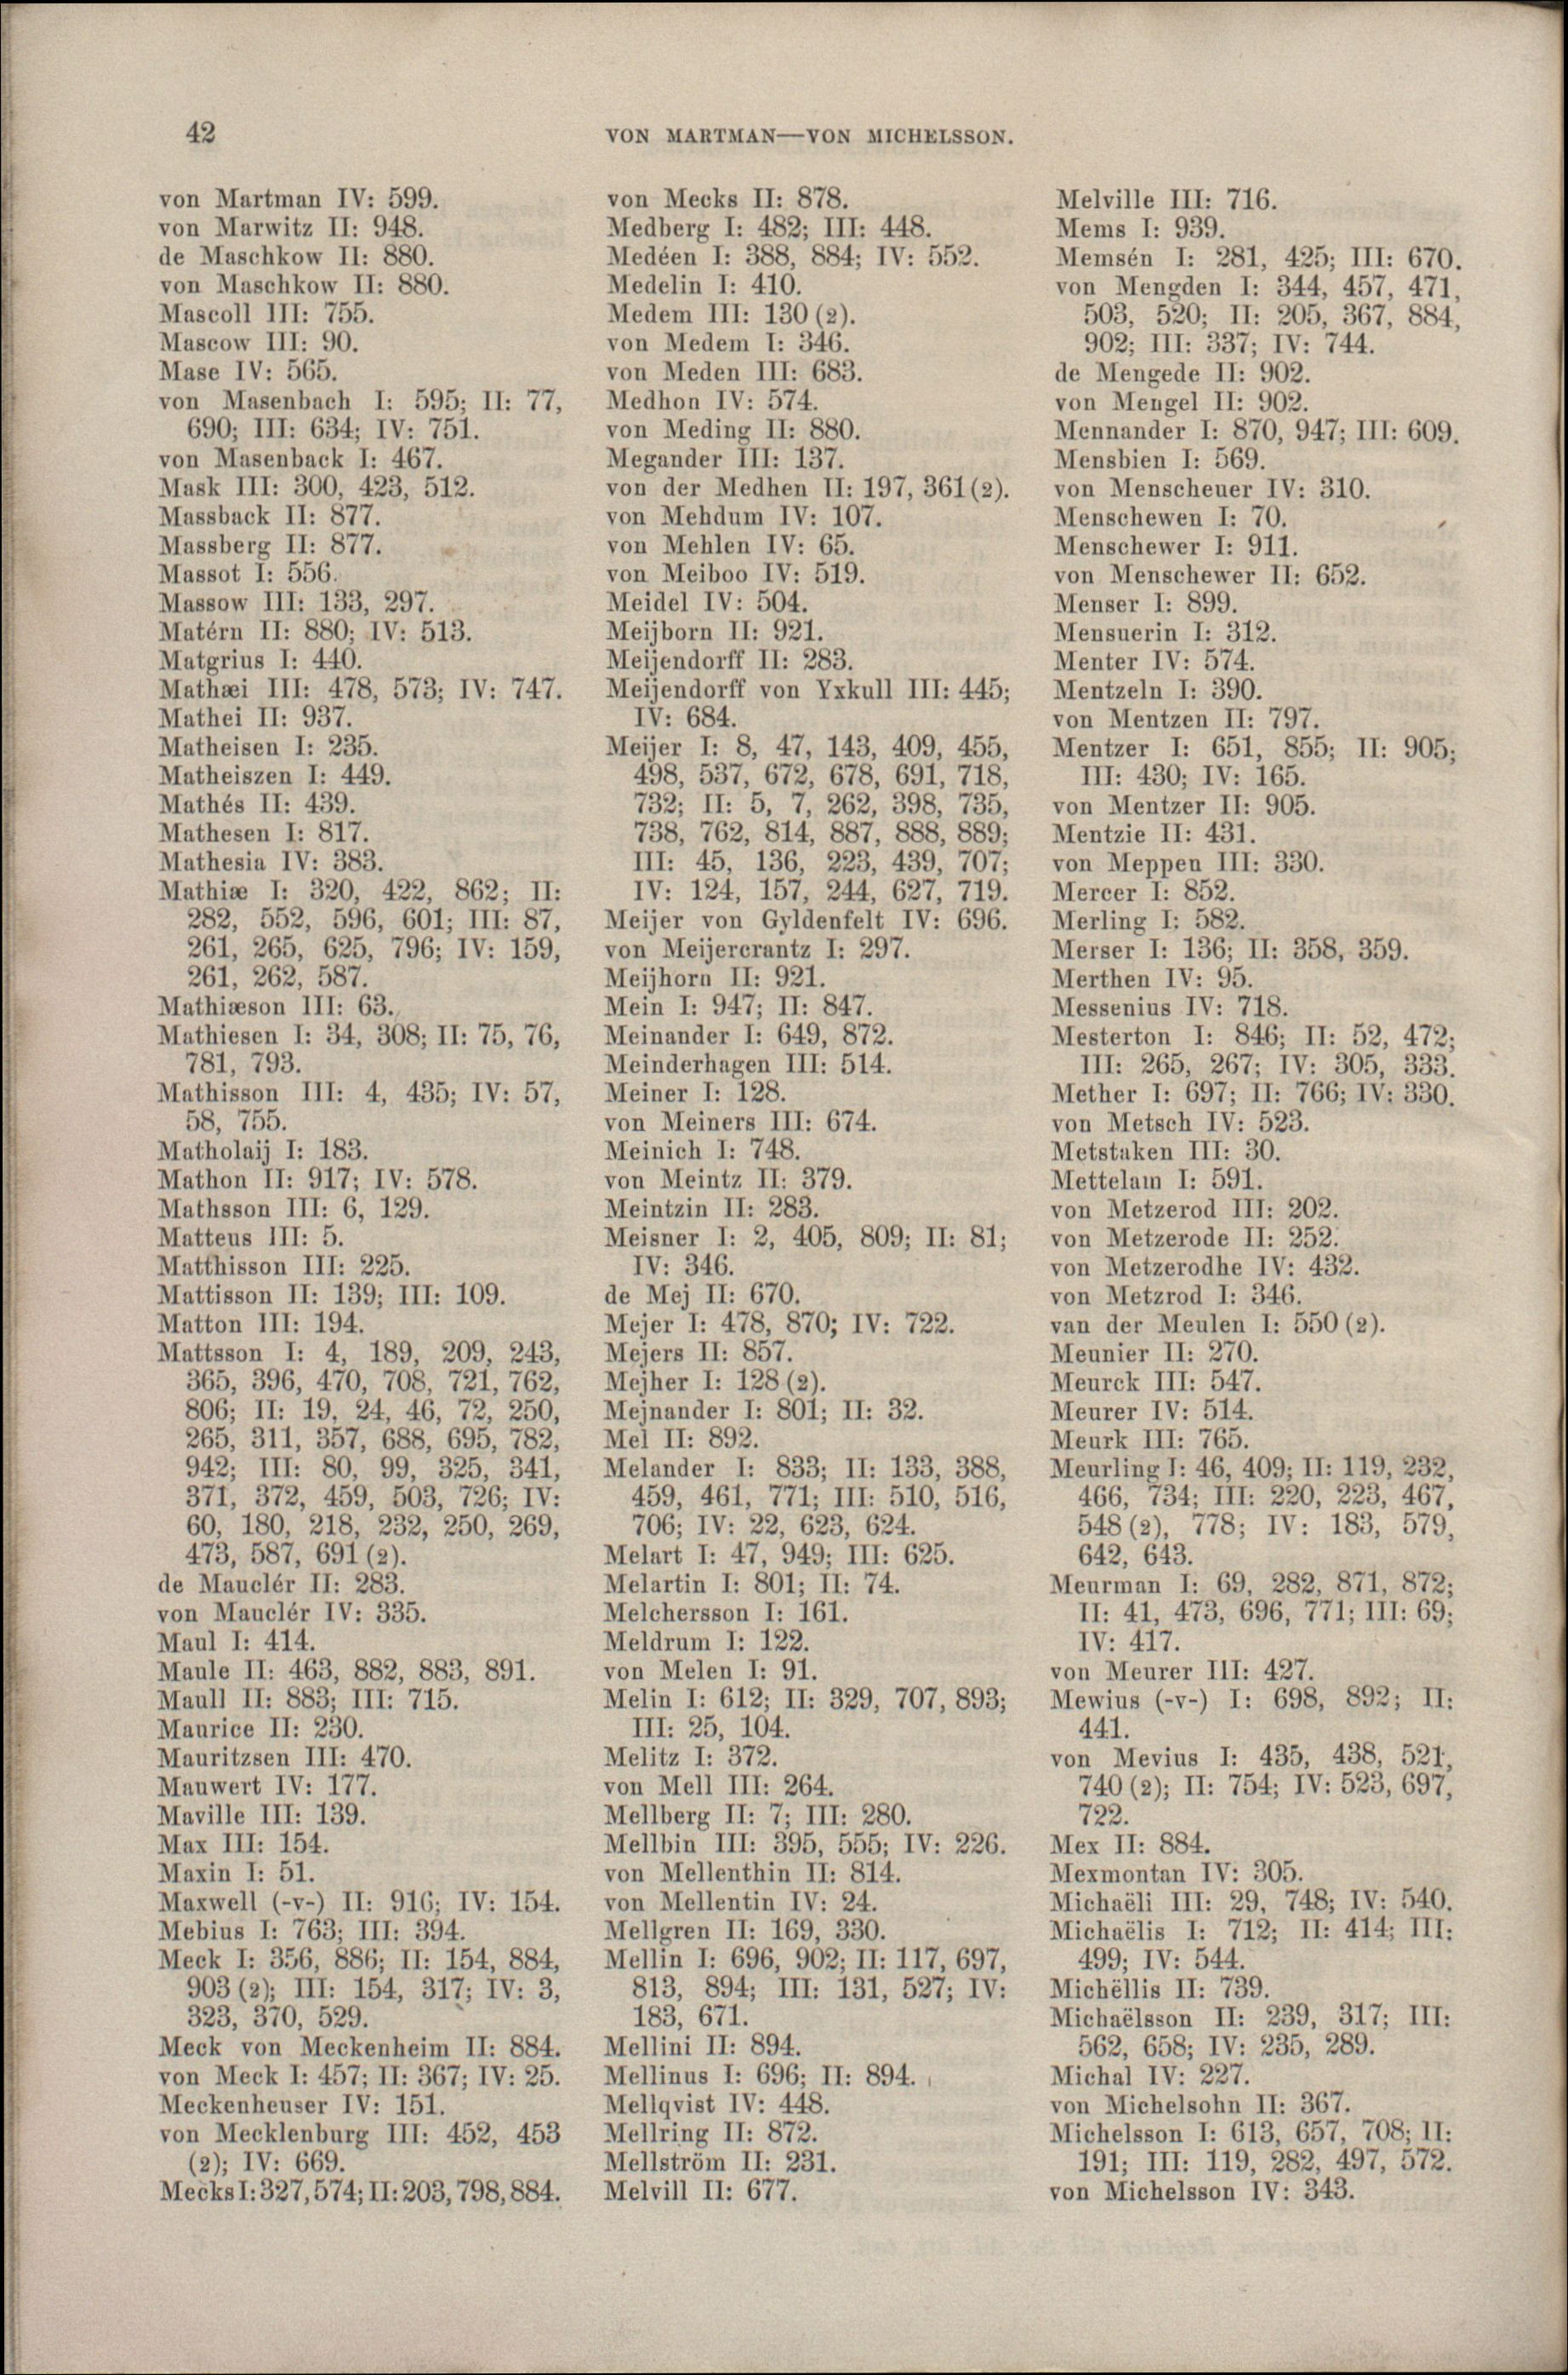 42
VON MARTMAN—VON MICHELSSON.
von Martman IV: 599.
von Marwitz II: 948.
de Maschkow II: 880.
von Maschkow II: 880.
Mascoll III: 755.
Mascow III: 90.
Mase IV: 565.
von Masenbach I: 595; II: 77,
690; III: 634; IV: 751.
von Masenback I: 467.
Mask III: 300, 423, 512.
Massback II: 877.
Massberg II: 877.
Massot I: 556.
Massow III: 133, 297.
Matérn II: 880; IV: 513.
Matgrius I: 440.
Mathæi III: 478, 573; IV: 747.
Mathei II: 937.
Matheisen I: 235.
Matheiszen I: 449.
Mathés II: 439.
Mathesen I: 817.
Mathesia IV: 383.
Mathiæ I: 320, 422, 862; II:
282, 552, 596, 601; III: 87,
261, 265, 625, 796; IV: 159,
261, 262, 587.
Mathiæson III: 63.
Mathiesen I: 34, 308; II: 75, 76,
781, 793.
Mathisson III: 4, 435; IV: 57,
58, 755.
Matholaij I: 183.
Mathon II: 917; IV: 578.
Mathsson III: 6, 129.
Matteus III: 5.
Matthisson III: 225.
Mattisson II: 139; III: 109.
Matton III: 194.
Mattsson I: 4, 189, 209, 243,
365, 396, 470, 708, 721, 762,
806; II: 19, 24, 46, 72, 250,
265, 311, 357, 688, 695, 782,
942; III: 80, 99, 325, 341,
371, 372, 459, 503, 726; IV:
60, 180, 218, 232, 250, 269,
473, 587, 691 (2).
de Mauclér II: 283.
von Mauclér IV: 335.
Maul I: 414.
Maule II: 463, 882, 883, 891.
Maull II: 883; III: 715.
Maurice II: 230.
Mauritzsen III: 470.
Mauwert IV: 177.
Maville III: 139.
Max III: 154.
Maxin I: 51.
Maxwell (-v-) II: 916; IV: 154.
Mebius I: 763; III: 394.
Meck I: 356, 886; II: 154, 884,
903 (2); III: 154, 317; IV: 3,
323, 370, 529.
Meck von Meckenheim II: 884.
von Meck I: 457; II: 367; IV: 25.
Meckenheuser IV: 151.
von Mecklenburg III: 452, 453
(2); IV: 669.
Mecks I: 327, 574; II: 203, 798, 884.
von Mecks II: 878.
Medberg I: 482; III: 448.
Medéen I: 388, 884; IV: 552.
Medelin I: 410.
Medem III: 130 (2).
von Medem I: 346.
von Meden III: 683.
Medhon IV: 574.
von Meding II: 880.
Megander III: 137.
von der Medhen II: 197, 361 (2).
von Mehdum IV: 107.
von Mehlen IV: 65.
von Meiboo IV: 519.
Meidel IV: 504.
Meijborn II: 921.
Meijendorff II: 283.
Meijendorff von Yxkull III: 445;
IV: 684.
Meijer I: 8, 47, 143, 409, 455,
498, 537, 672, 678, 691, 718,
732; II: 5, 7, 262, 398, 735,
738, 762, 814, 887, 888, 889;
III: 45, 136, 223, 439, 707;
IV: 124, 157, 244, 627, 719.
Meijer von Gyldenfelt IV: 696.
von Meijercrantz I: 297.
Meijhorn II: 921.
Mein I: 947; II: 847.
Meinander I: 649, 872.
Meinderhagen III: 514.
Meiner I: 128.
von Meiners III: 674.
Meinich I: 748.
von Meintz II: 379.
Meintzin II: 283.
Meisner I: 2, 405, 809; II: 81;
IV: 346.
de Mej II: 670.
Mejer I: 478, 870; IV: 722.
Mejers II: 857.
Mejher I: 128 (2).
Mejnander I: 801; II: 32.
Mel II: 892.
Melander I: 833; II: 133, 388,
459, 461, 771; III: 510, 516,
706; IV: 22, 623, 624.
Melart I: 47, 949; III: 625.
Melartin I: 801; II: 74.
Melchersson I: 161.
Meldrum I: 122.
von Melen I: 91.
Melin I: 612; II: 329, 707, 893;
III: 25, 104.
Melitz I: 372.
von Mell III: 264.
Mellberg II: 7; III: 280.
Mellbin III: 395, 555; IV: 226.
von Mellenthin II: 814.
von Mellentin IV: 24.
Mellgren II: 169, 330.
Mellin I: 696, 902; II: 117, 697,
813, 894; III: 131, 527; IV:
183, 671.
Mellini II: 894.
Mellinus I: 696; II: 894.
Mellqvist IV: 448.
Mellring II: 872.
Mellström II: 231.
Melvill II: 677.
Melville III: 716.
Mems I: 939.
Memsén I: 281, 425; III: 670.
von Mengden I: 344, 457, 471,
503, 520; II: 205, 367, 884,
902; III: 337; IV: 744.
de Mengede II: 902.
von Mengel II: 902.
Mennander I: 870, 947; III: 609.
Mensbien I: 569.
von Menscheuer IV: 310.
Menschewen I: 70.
Menschewer I: 911.
von Menschewer II: 652.
Menser I: 899.
Mensuerin I: 312.
Menter IV: 574.
Mentzeln I: 390.
von Mentzen II: 797.
Mentzer I: 651, 855; II: 905;
III: 430; IV: 165.
von Mentzer II: 905.
Mentzie II: 431.
von Meppen III: 330.
Mercer I: 852.
Merling I: 582.
Merser I: 136; II: 358, 359.
Merthen IV: 95.
Messenius IV: 718.
Mesterton I: 846; II: 52, 472;
III: 265, 267; IV: 305, 333.
Mether I: 697; II: 766; IV: 330.
von Metsch IV: 523.
Metstaken III: 30.
Mettelam I: 591.
von Metzerod III: 202.
von Metzerode II: 252.
von Metzerodhe IV: 432.
von Metzrod I: 346.
van der Meulen I: 550 (2).
Meunier II: 270.
Meurck III: 547.
Meurer IV: 514.
Meurk III: 765.
Meurling I: 46, 409; II: 119, 232,
466, 734; III: 220, 223, 467,
548 (2), 778; IV: 183, 579,
642, 643.
Meurman I: 69, 282, 871, 872;
II: 41, 473, 696, 771; III: 69;
IV: 417.
von Meurer III: 427.
Mewius (-v-) I: 698, 892; II:
441.
von Mevius I: 435, 438, 521,
740 (2); II: 754; IV: 523, 697,
722.
Mex II: 884.
Mexmontan IV: 305.
Michaëli III: 29, 748; IV: 540.
Michaëlis I: 712; II: 414; III:
499; IV: 544.
Michëllis II: 739.
Michaëlsson II: 239, 317; III:
562, 658; IV: 235, 289.
Michal IV: 227.
von Michelsohn II: 367.
Michelsson I: 613, 657, 708; II:
191; III: 119, 282, 497, 572.
von Michelsson IV: 343.